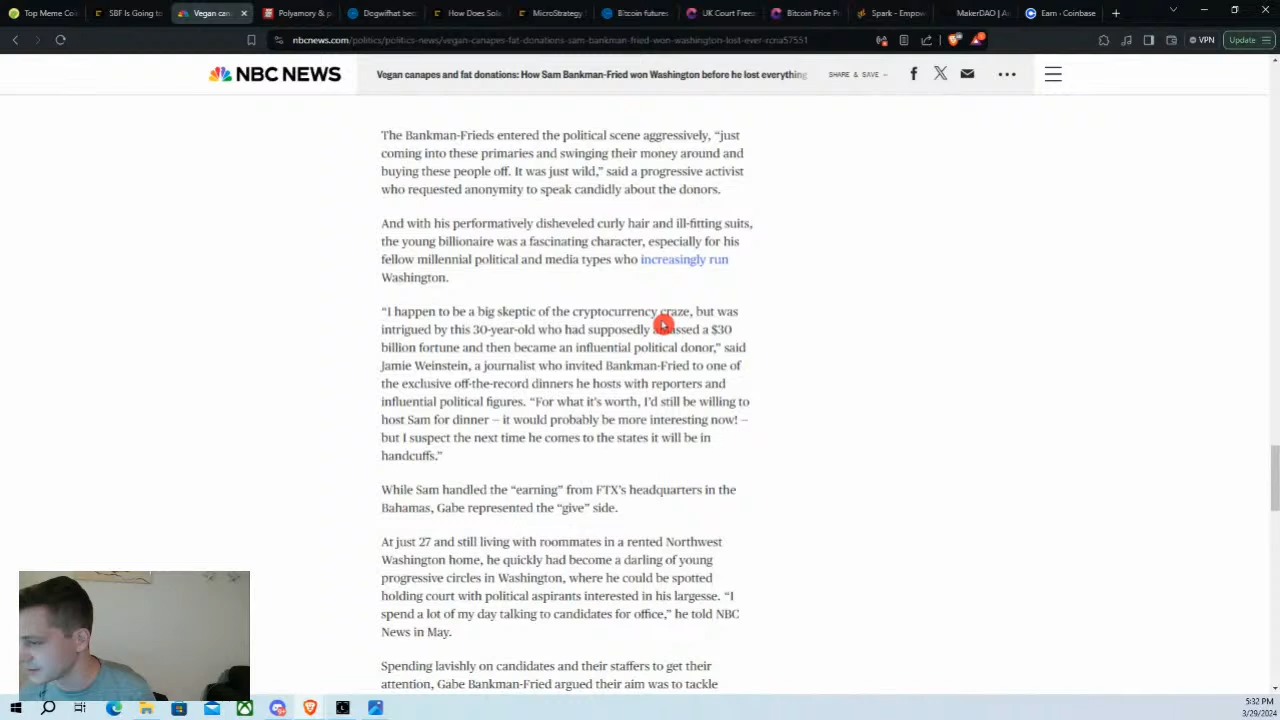 Top Meme Coi
SBF Is Going to
Vegan cana
Polyamory & p
Dogwifhat bec
How Does Sole
MicroStrategy
Bitcoin futures
UK Court Free
Bitcoin Price P
Spark - Empow
MakerDAO | A
Earn - Coinbase
nbcnews.com/politics/politics-news/vegan-canapes-fat-donations-sam-bankman-fried-won-washington-lost-ever-rcna57551
VPN
Update
NBC NEWS
Vegan canapes and fat donations: How Sam Bankman-Fried won Washington before he lost everything
SHARE & SAVE
The Bankman-Frieds entered the political scene aggressively, “just
coming into these primaries and swinging their money around and
buying these people off. It was just wild,” said a progressive activist
who requested anonymity to speak candidly about the donors.
And with his performatively disheveled curly hair and ill-fitting suits,
the young billionaire was a fascinating character, especially for his
fellow millennial political and media types who increasingly run
Washington.
“I happen to be a big skeptic of the cryptocurrency craze, but was
intrigued by this 30-year-old who had supposedly amassed a $30
billion fortune and then became an influential political donor,” said
Jamie Weinstein, a journalist who invited Bankman-Fried to one of
the exclusive off-the-record dinners he hosts with reporters and
influential political figures. “For what it’s worth, I’d still be willing to
host Sam for dinner — it would probably be more interesting now! —
but I suspect the next time he comes to the states it will be in
handcuffs.”
While Sam handled the “earning” from FTX’s headquarters in the
Bahamas, Gabe represented the “give” side.
At just 27 and still living with roommates in a rented Northwest
Washington home, he quickly had become a darling of young
progressive circles in Washington, where he could be spotted
holding court with political aspirants interested in his largesse. “I
spend a lot of my day talking to candidates for office,” he told NBC
News in May.
Spending lavishly on candidates and their staffers to get their
attention, Gabe Bankman-Fried argued their aim was to tackle
5:32 PM
3/29/2024